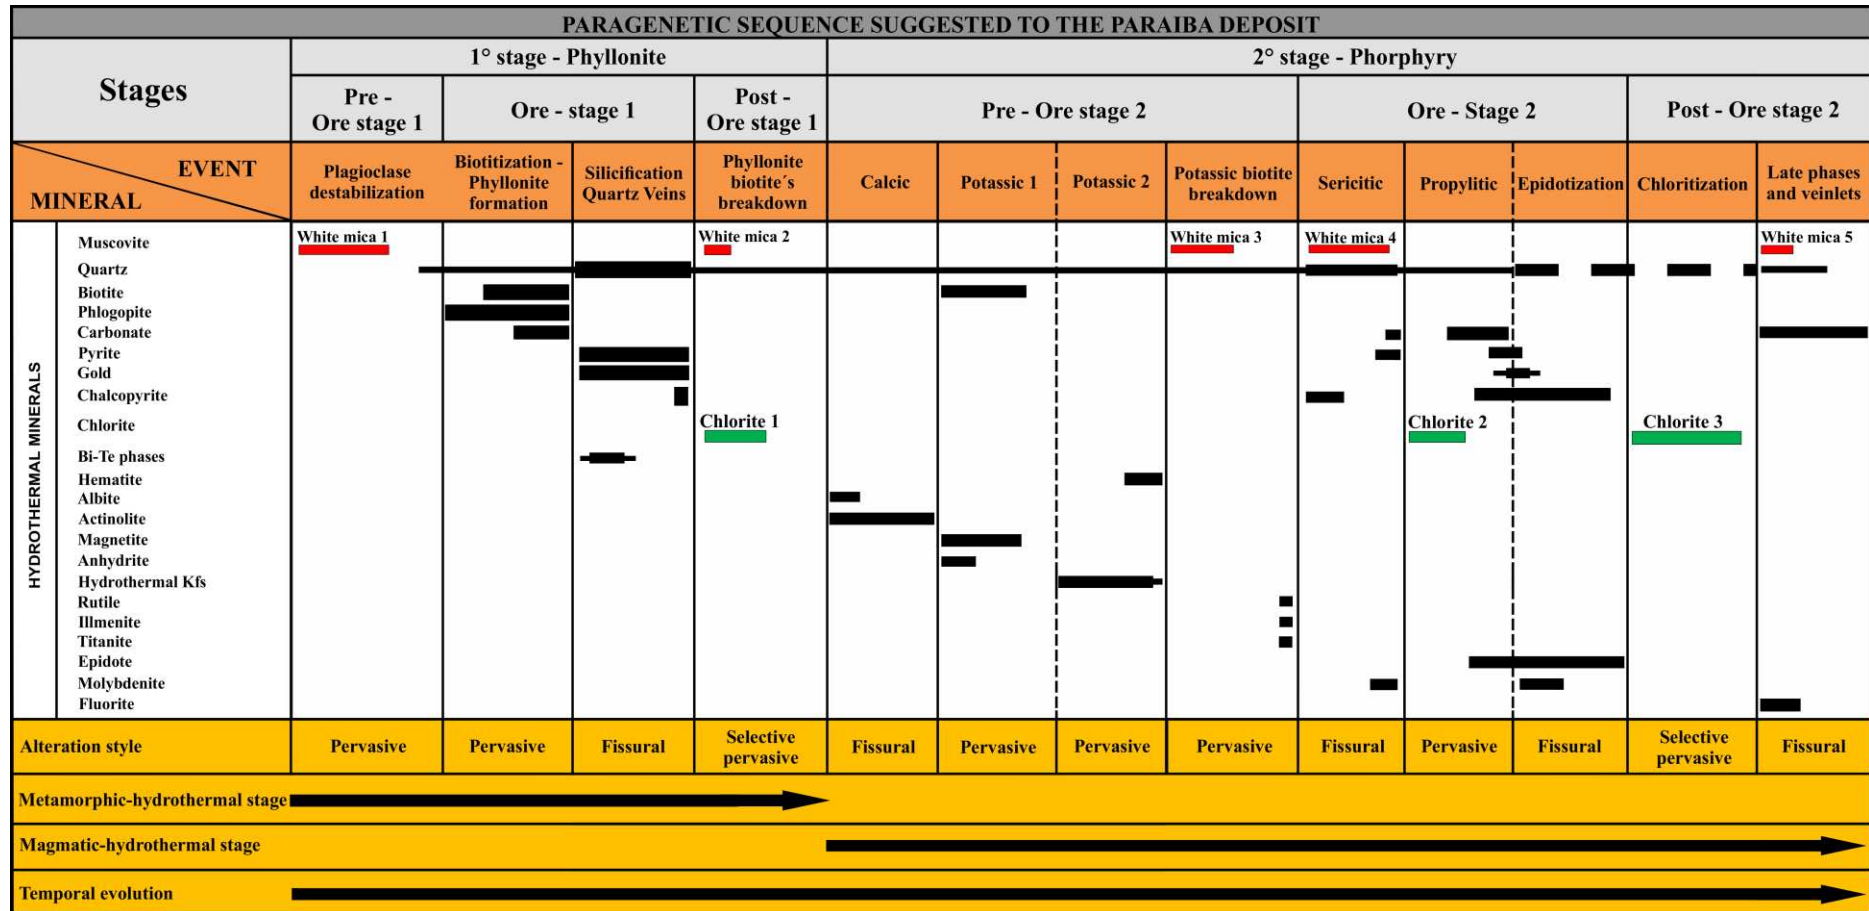 PARAGENETIC SEQUENCE SUGGESTED TO THE PARAIBA DEPOSIT
Stages
1° stage - Phyllonite
2° stage - Phorphyry
Pre -
Ore stage 1
Ore - stage 1
Post -
Ore stage 1
Pre - Ore stage 2
Ore - Stage 2
Post - Ore stage 2
EVENT
MINERAL
Plagioclase
destabilization
Biotitization -
Phyllonite
formation
Silicification
Quartz Veins
Phyllonite
biotite´s
breakdown
Calcic
Potassic 1
Potassic 2
Potassic biotite
breakdown
Sericitic
Propylitic
Epidotization
Chloritization
Late phases
and veinlets
HYDROTHERMAL MINERALS
Muscovite
White mica 1
White mica 2
White mica 3
White mica 4
White mica 5
Quartz
Biotite
Phlogopite
Carbonate
Pyrite
Gold
Chalcopyrite
Chlorite
Chlorite 1
Chlorite 2
Chlorite 3
Bi-Te phases
Hematite
Albite
Actinolite
Magnetite
Anhydrite
Hydrothermal Kfs
Rutile
Illmenite
Titanite
Epidote
Molybdenite
Fluorite
Alteration style
Pervasive
Pervasive
Fissural
Selective
pervasive
Fissural
Pervasive
Pervasive
Pervasive
Fissural
Pervasive
Fissural
Selective
pervasive
Fissural
Metamorphic-hydrothermal stage
Magmatic-hydrothermal stage
Temporal evolution